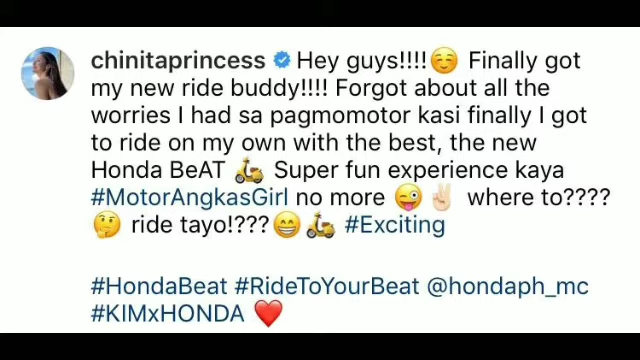 chinitaprincess Hey guys!!!!☺️ Finally got
my new ride buddy!!!! Forgot about all the
worries I had sa pagmomotor kasi finally I got
to ride on my own with the best, the new
Honda BeAT 🛵 Super fun experience kaya
#MotorAngkasGirl no more 😜✌🏻 where to????
🤔 ride tayo!???😁🛵 #Exciting
#HondaBeat #RideToYourBeat @hondaph_mc
#KIMxHONDA ❤️